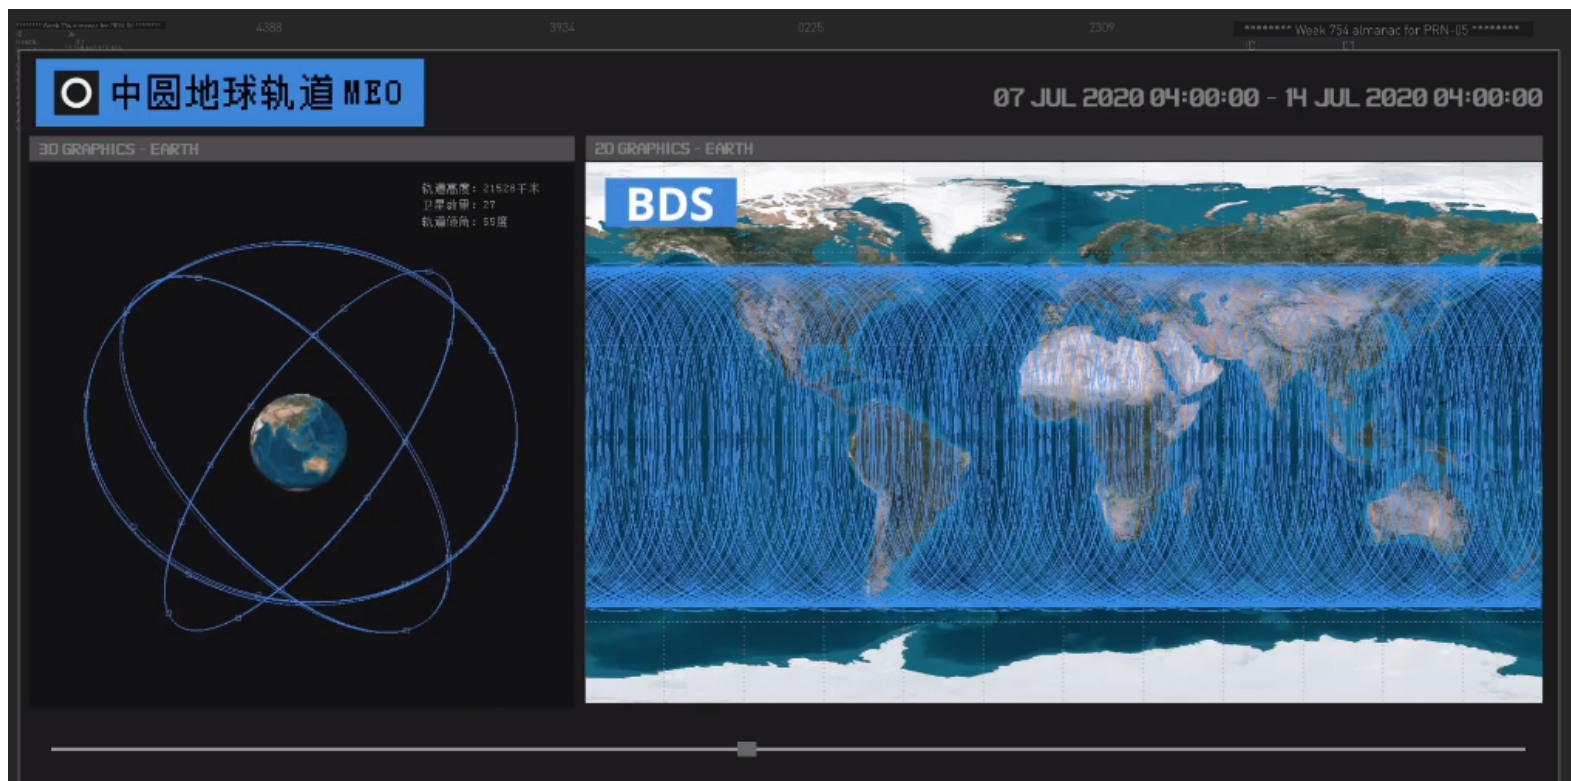 4388 3934 0225 2309
******** Week 754 almanac for PRN-05 ********
中圆地球轨道 MEO
07 JUL 2020 04:00:00 - 14 JUL 2020 04:00:00
3D GRAPHICS - EARTH
轨道高度: 21528千米
卫星数量: 27
轨道倾角: 55度
2D GRAPHICS - EARTH
BDS